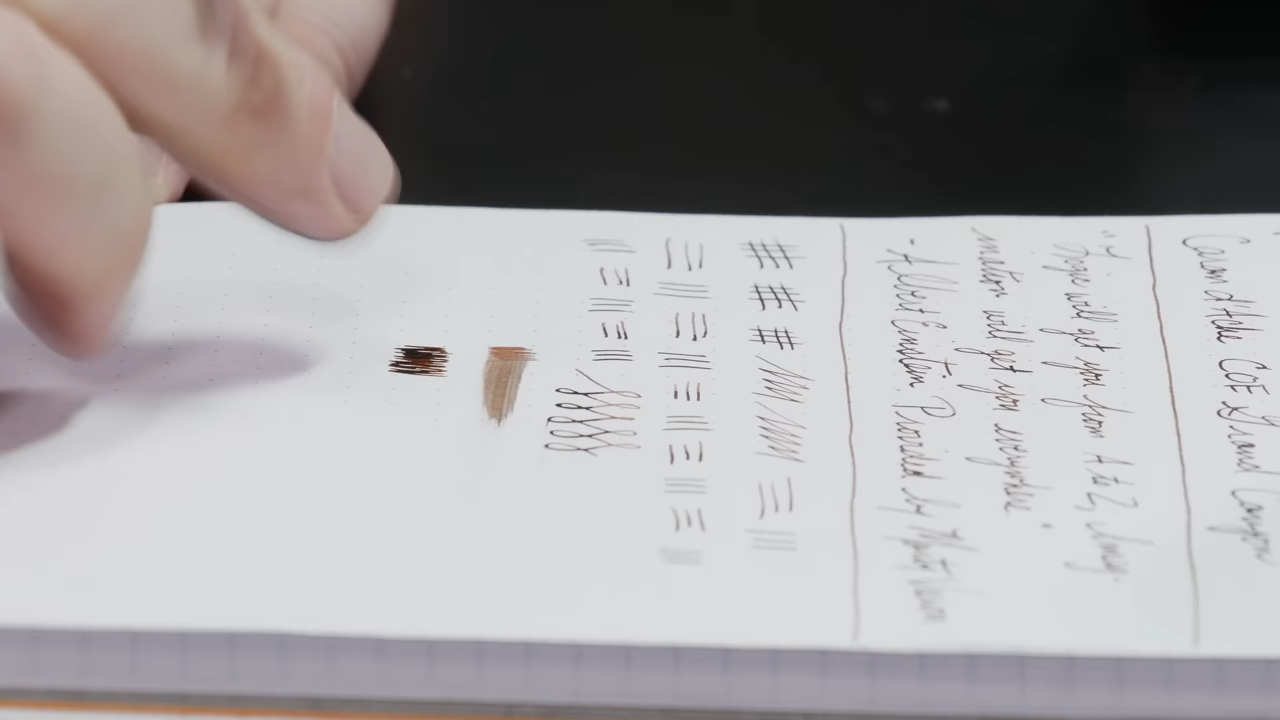 Caran d'Ache COE Grand Canyon
"Logic will get you from A to Z, imag-
ination will get you everywhere."
- Albert Einstein. Provided by